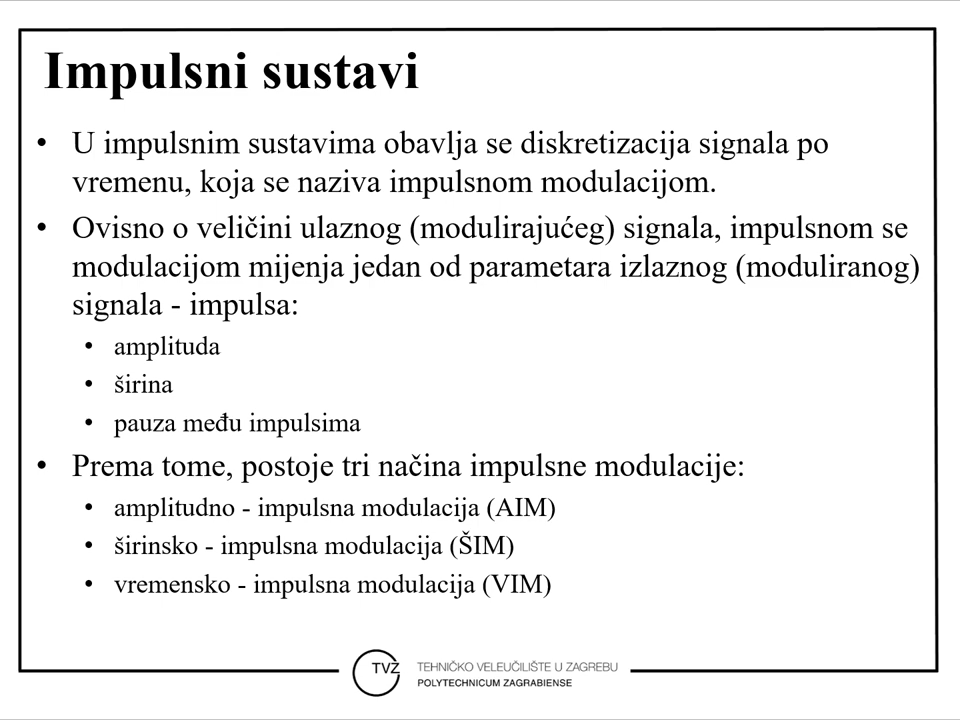 Impulsni sustavi
• U impulsnim sustavima obavlja se diskretizacija signala po
vremenu, koja se naziva impulsnom modulacijom.
• Ovisno o veličini ulaznog (modulirajućeg) signala, impulsnom se
modulacijom mijenja jedan od parametara izlaznog (moduliranog)
signala - impulsa:
• amplituda
• širina
• pauza među impulsima
• Prema tome, postoje tri načina impulsne modulacije:
• amplitudno - impulsna modulacija (AIM)
• širinsko - impulsna modulacija (ŠIM)
• vremensko - impulsna modulacija (VIM)
TVZ
TEHNIČKO VELEUČILIŠTE U ZAGREBU
POLYTECHNICUM ZAGRABIENSE